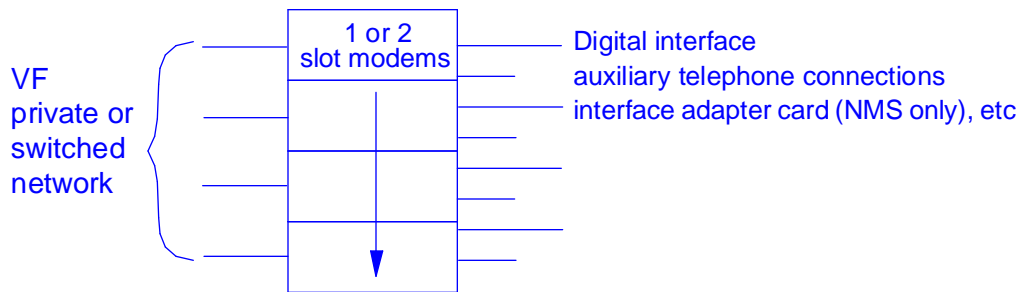 VF
private or
switched
network
1 or 2
slot modems
Digital interface
auxiliary telephone connections
interface adapter card (NMS only), etc